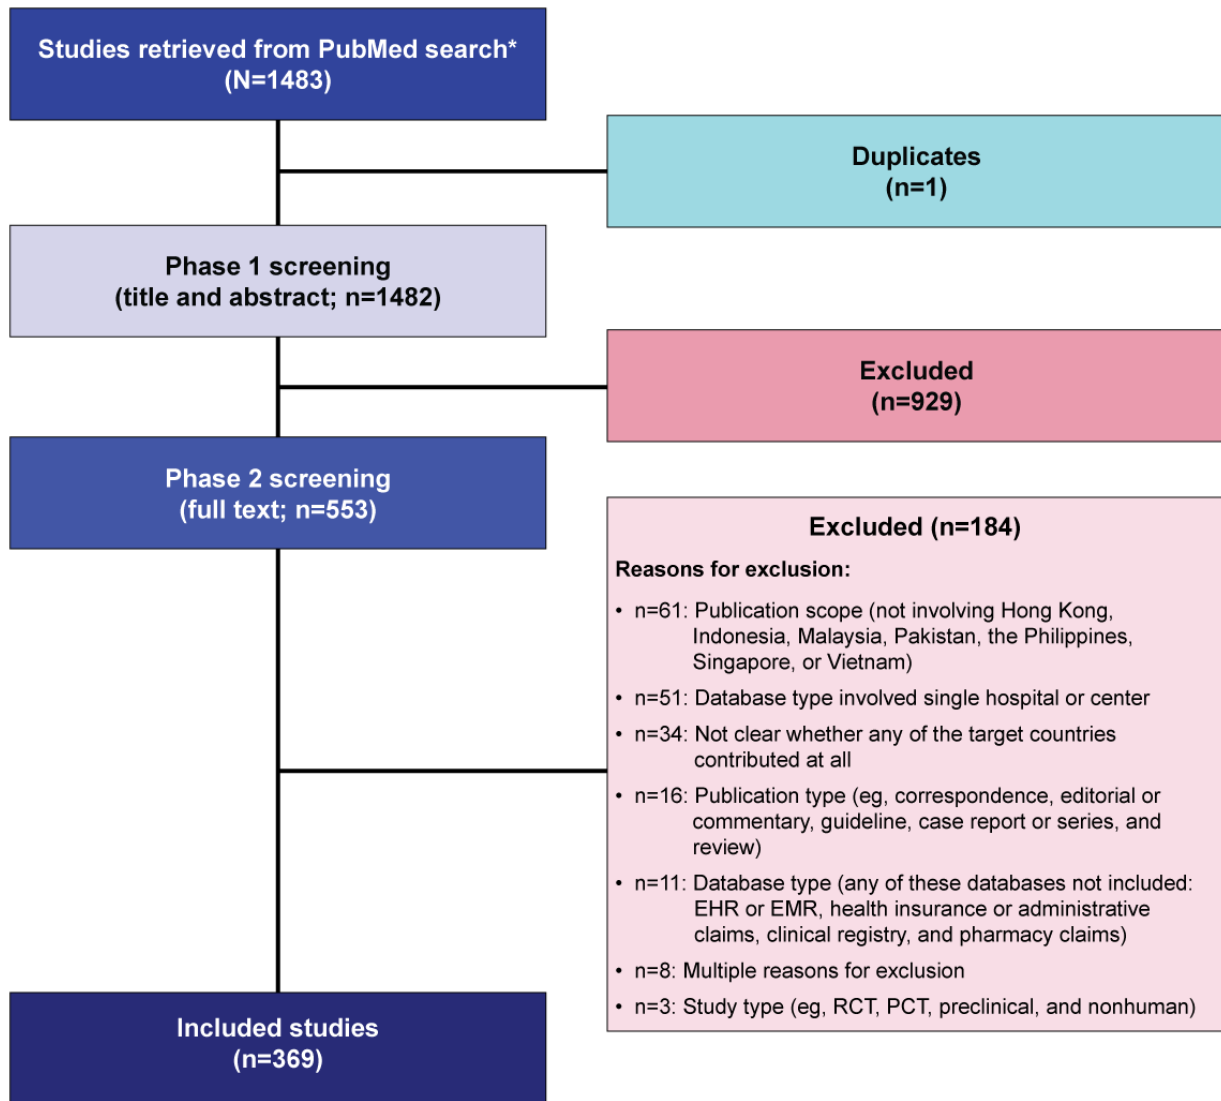 Studies retrieved from PubMed search*
(N=1483)
Duplicates
(n=1)
Phase 1 screening
(title and abstract; n=1482)
Excluded
(n=929)
Phase 2 screening
(full text; n=553)
Excluded (n=184)
Reasons for exclusion:
• n=61: Publication scope (not involving Hong Kong,
Indonesia, Malaysia, Pakistan, the Philippines,
Singapore, or Vietnam)
• n=51: Database type involved single hospital or center
• n=34: Not clear whether any of the target countries
contributed at all
• n=16: Publication type (eg, correspondence, editorial or
commentary, guideline, case report or series, and
review)
• n=11: Database type (any of these databases not included:
EHR or EMR, health insurance or administrative
claims, clinical registry, and pharmacy claims)
• n=8: Multiple reasons for exclusion
• n=3: Study type (eg, RCT, PCT, preclinical, and nonhuman)
Included studies
(n=369)